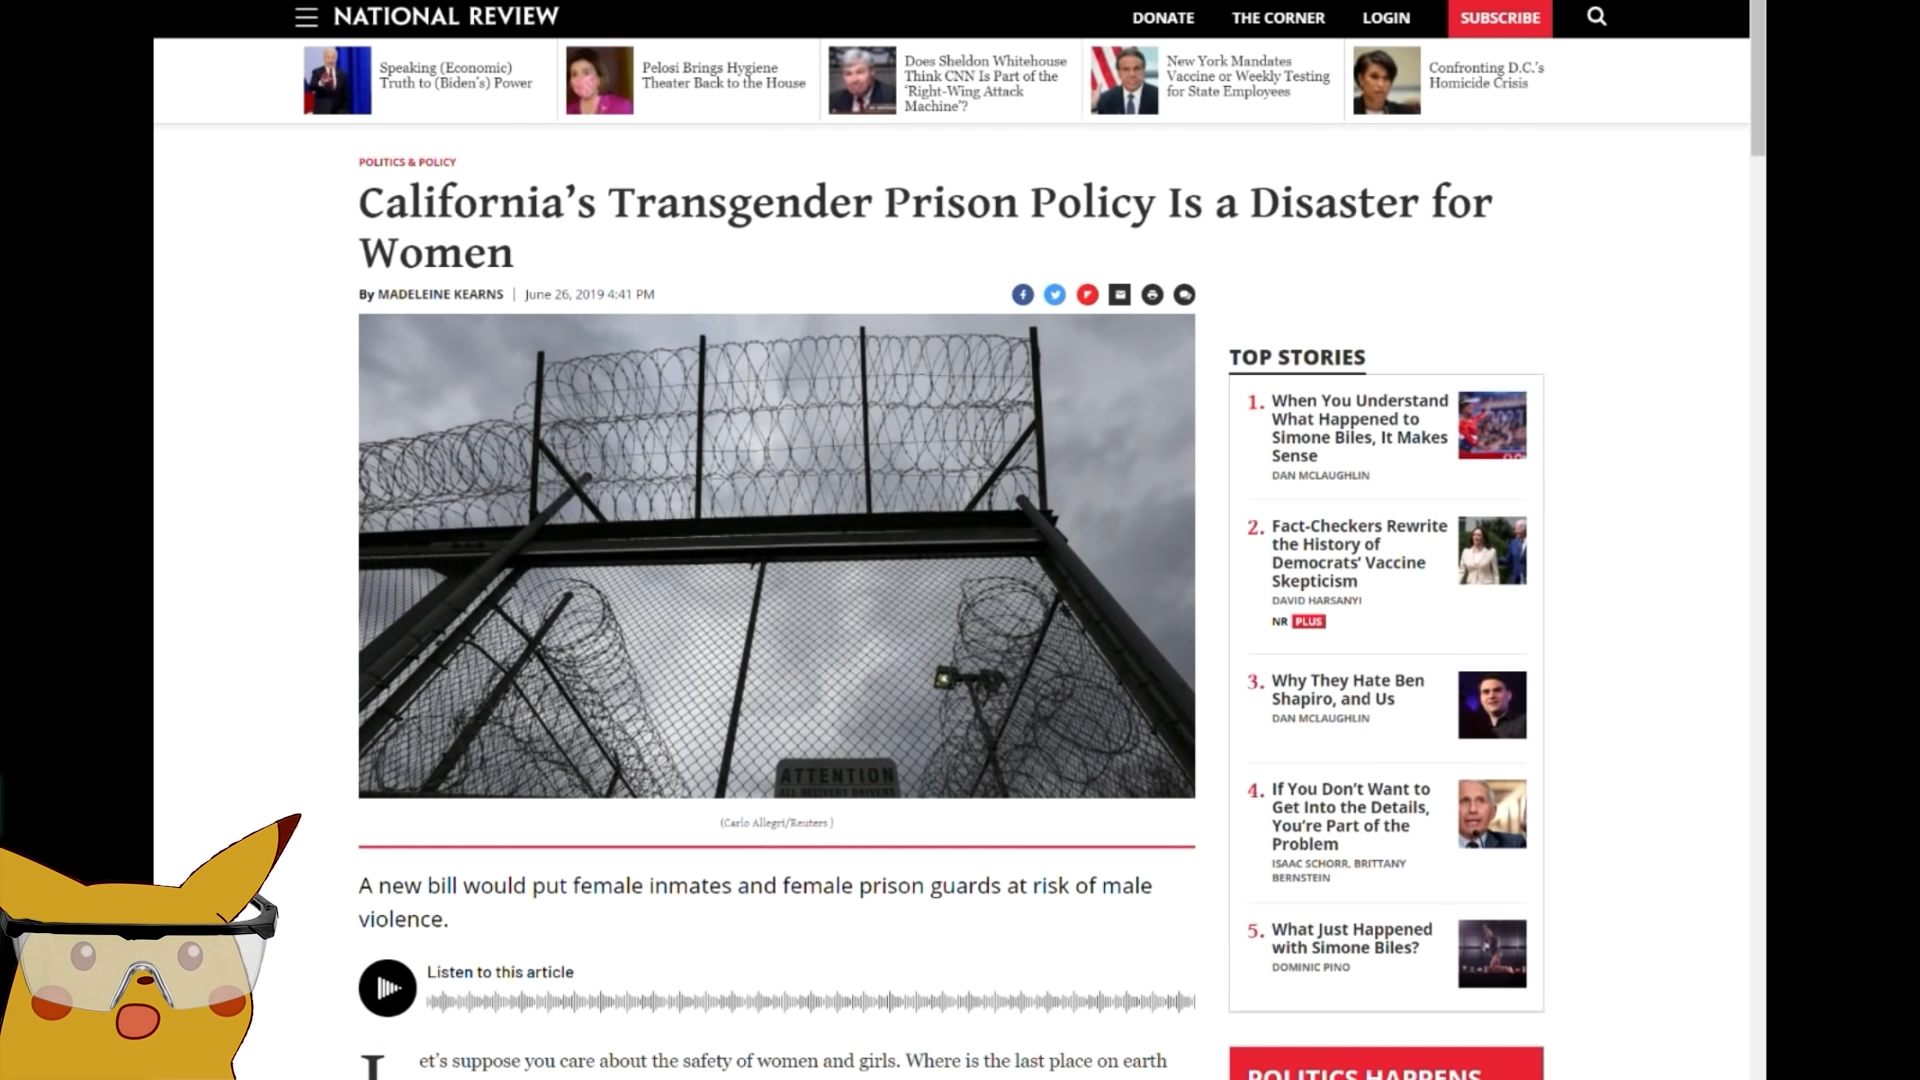 NATIONAL REVIEW
DONATE
THE CORNER
LOGIN
SUBSCRIBE
Speaking (Economic)
Truth to (Biden's) Power
Pelosi Brings Hygiene
Theater Back to the House
Does Sheldon Whitehouse
Think CNN Is Part of the
'Right-Wing Attack
Machine'?
New York Mandates
Vaccine or Weekly Testing
for State Employees
Confronting D.C.'s
Homicide Crisis
POLITICS & POLICY
California's Transgender Prison Policy Is a Disaster for
Women
By MADELEINE KEARNS | June 26, 2019 4:41 PM
ATTENTION
ALL DELIVERY DRIVERS
(Carlo Allegri/Reuters )
A new bill would put female inmates and female prison guards at risk of male
violence.
Listen to this article
et's suppose you care about the safety of women and girls. Where is the last place on earth
TOP STORIES
1. When You Understand
What Happened to
Simone Biles, It Makes
Sense
DAN MCLAUGHLIN
2. Fact-Checkers Rewrite
the History of
Democrats' Vaccine
Skepticism
DAVID HARSANYI
NR PLUS
3. Why They Hate Ben
Shapiro, and Us
DAN MCLAUGHLIN
4. If You Don't Want to
Get Into the Details,
You're Part of the
Problem
ISAAC SCHORR, BRITTANY
BERNSTEIN
5. What Just Happened
with Simone Biles?
DOMINIC PINO
POLITICS HAPPENS